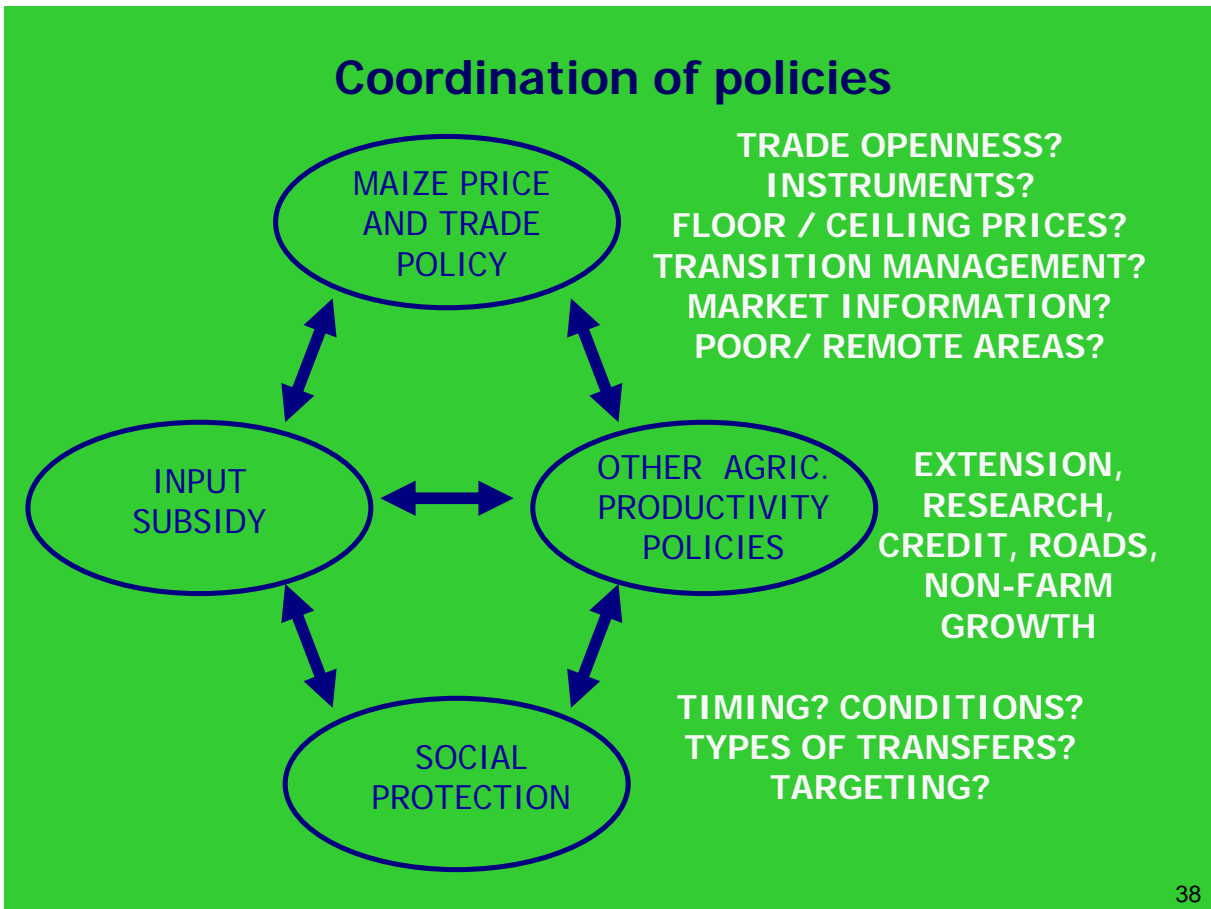 Coordination of policies
MAIZE PRICE
AND TRADE
POLICY
TRADE OPENNESS?
INSTRUMENTS?
FLOOR / CEILING PRICES?
TRANSITION MANAGEMENT?
MARKET INFORMATION?
POOR/ REMOTE AREAS?
INPUT
SUBSIDY
OTHER AGRIC.
PRODUCTIVITY
POLICIES
EXTENSION,
RESEARCH,
CREDIT, ROADS,
NON-FARM
GROWTH
SOCIAL
PROTECTION
TIMING? CONDITIONS?
TYPES OF TRANSFERS?
TARGETING?
38